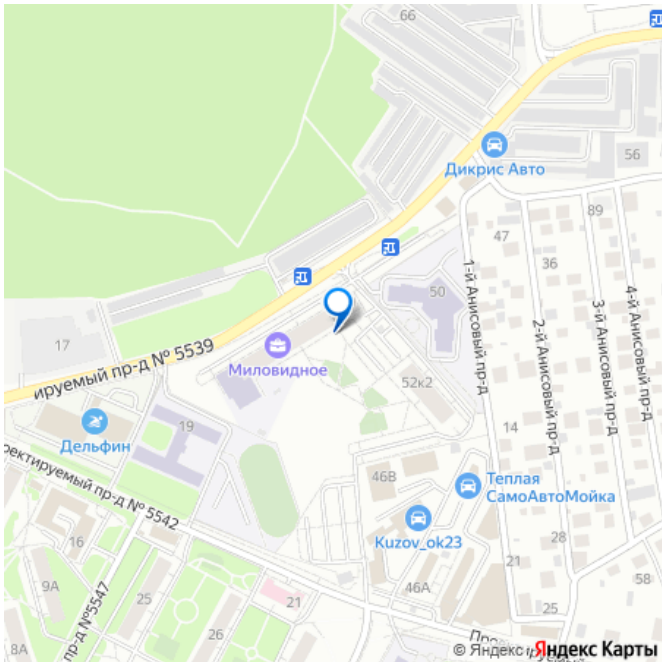 66
Дикрис Авто
56
47
89
36
1-й Анисовый пр-д
2-й Анисовый пр-д
3-й Анисовый пр-д
4-й Анисовый пр-д
50
17
ируемый пр-д № 5539
Миловидное
52к2
Дельфин
19
14
ректируемый пр-д № 5542
46В
Теплая
СамоАвтоМойка
Kuzov_ok23
16
9А
пр-д №5547
25
26
21
46А
21
28
25
58
© Яндекс Яндекс Карты